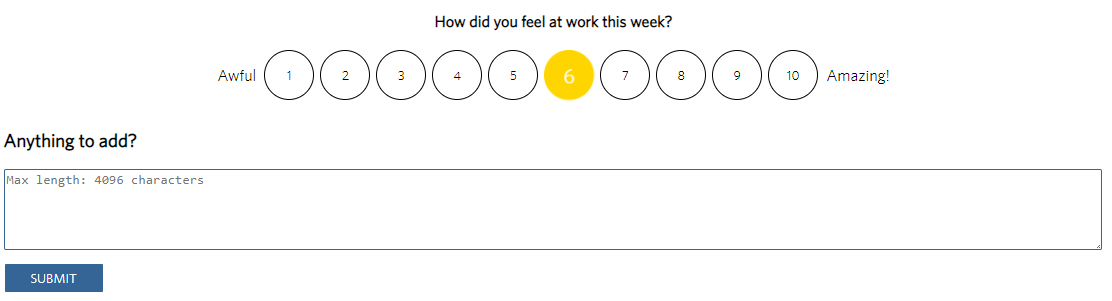 How did you feel at work this week?
Awful 1 2 3 4 5 6 7 8 9 10 Amazing!
Anything to add?
Max length: 4096 characters
SUBMIT